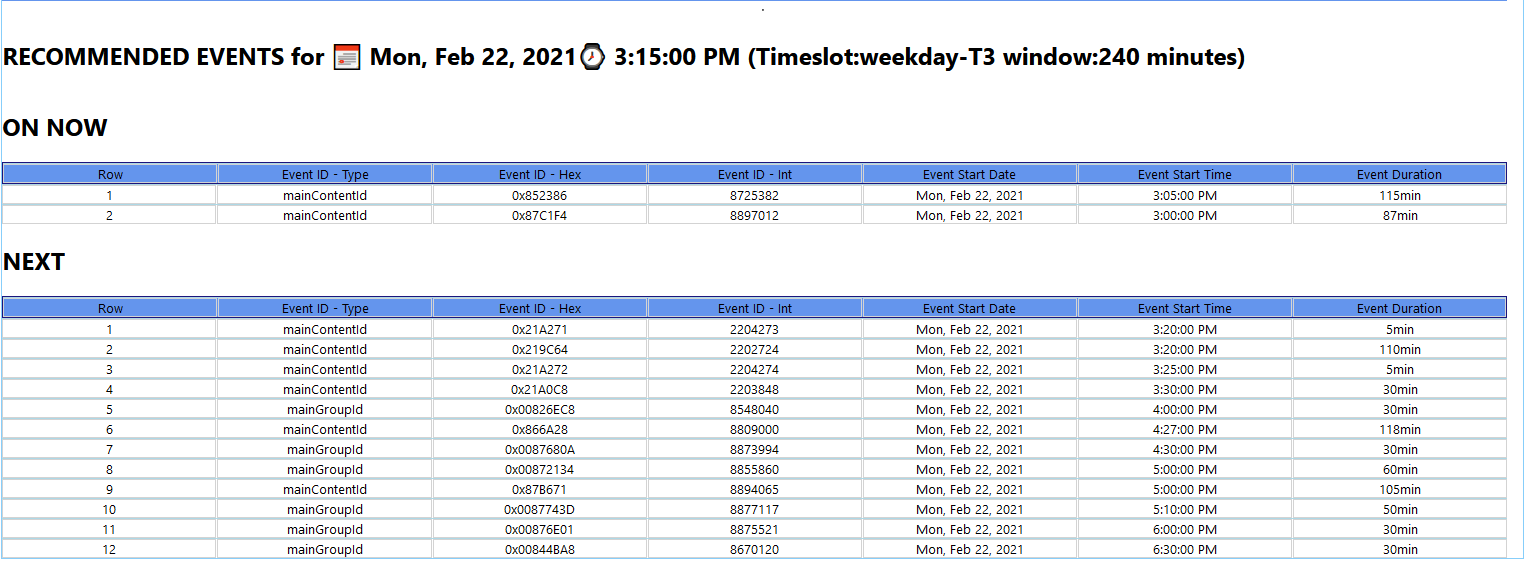 RECOMMENDED EVENTS for Mon, Feb 22, 2021 3:15:00 PM (Timeslot:weekday-T3 window:240 minutes)
ON NOW
Row Event ID - Type Event ID - Hex Event ID - Int Event Start Date Event Start Time Event Duration
1 mainContentId 0x852386 8725382 Mon, Feb 22, 2021 3:05:00 PM 115min
2 mainContentId 0x87C1F4 8897012 Mon, Feb 22, 2021 3:00:00 PM 87min
NEXT
Row Event ID - Type Event ID - Hex Event ID - Int Event Start Date Event Start Time Event Duration
1 mainContentId 0x21A271 2204273 Mon, Feb 22, 2021 3:20:00 PM 5min
2 mainContentId 0x219C64 2202724 Mon, Feb 22, 2021 3:20:00 PM 110min
3 mainContentId 0x21A272 2204274 Mon, Feb 22, 2021 3:25:00 PM 5min
4 mainContentId 0x21A0C8 2203848 Mon, Feb 22, 2021 3:30:00 PM 30min
5 mainGroupId 0x00826EC8 8548040 Mon, Feb 22, 2021 4:00:00 PM 30min
6 mainContentId 0x866A28 8809000 Mon, Feb 22, 2021 4:27:00 PM 118min
7 mainGroupId 0x0087680A 8873994 Mon, Feb 22, 2021 4:30:00 PM 30min
8 mainGroupId 0x00872134 8855860 Mon, Feb 22, 2021 5:00:00 PM 60min
9 mainContentId 0x87B671 8894065 Mon, Feb 22, 2021 5:00:00 PM 105min
10 mainGroupId 0x0087743D 8877117 Mon, Feb 22, 2021 5:10:00 PM 50min
11 mainGroupId 0x00876E01 8875521 Mon, Feb 22, 2021 6:00:00 PM 30min
12 mainGroupId 0x00844BA8 8670120 Mon, Feb 22, 2021 6:30:00 PM 30min